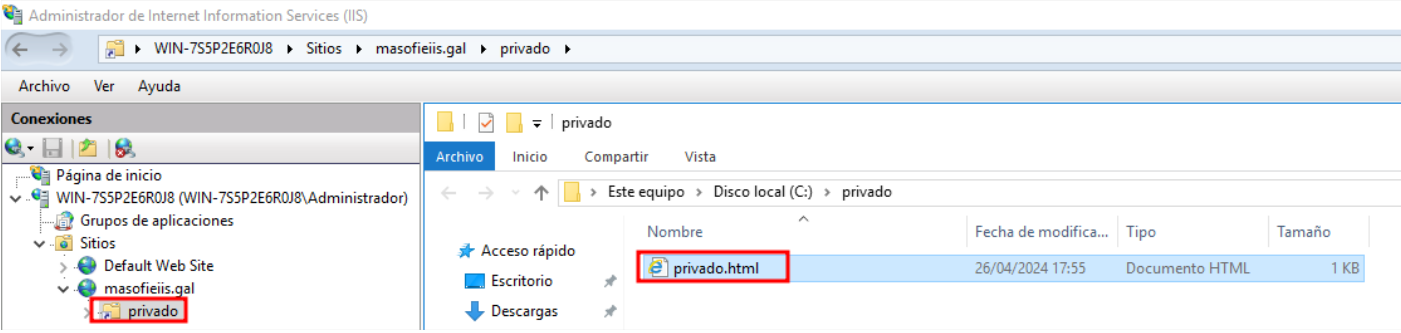 Administrador de Internet Information Services (IIS)
WIN-7S5P2E6R0J8 Sitios masofieiis.gal privado
Archivo Ver Ayuda
Conexiones
Página de inicio
WIN-7S5P2E6R0J8 (WIN-7S5P2E6R0J8\Administrador)
Grupos de aplicaciones
Sitios
Default Web Site
masofieiis.gal
privado
privado
Archivo Inicio Compartir Vista
Este equipo Disco local (C:) privado
Nombre Fecha de modifica... Tipo Tamaño
Acceso rápido
Escritorio
Descargas
privado.html 26/04/2024 17:55 Documento HTML 1 KB